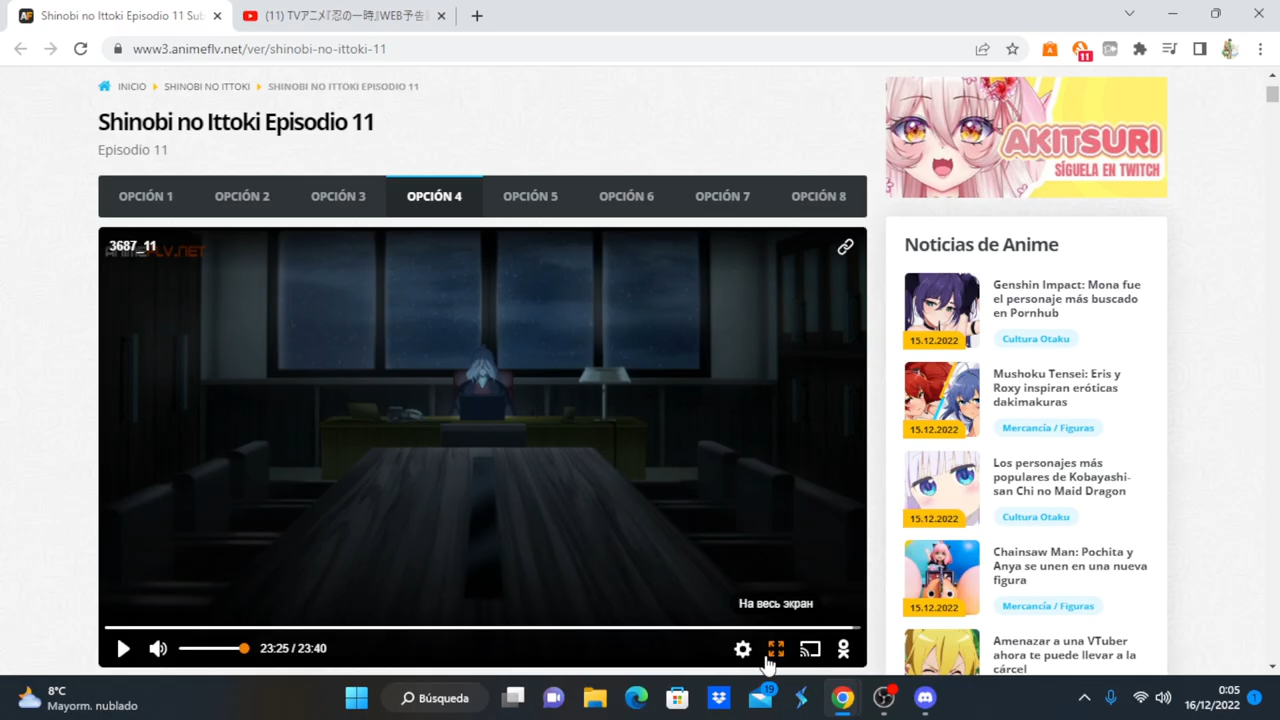 Shinobi no Ittoki Episodio 11 Sub
(11) TVアニメ『忍の一時』WEB予告
www3.animeflv.net/ver/shinobi-no-ittoki-11
11
INICIO SHINOBI NO ITTOKI SHINOBI NO ITTOKI EPISODIO 11
Shinobi no Ittoki Episodio 11
Episodio 11
OPCIÓN 1 OPCIÓN 2 OPCIÓN 3 OPCIÓN 4 OPCIÓN 5 OPCIÓN 6 OPCIÓN 7 OPCIÓN 8
3687_11
ANIMEFLV.NET
На весь экран
23:25 / 23:40
AKITSURI
SÍGUELA EN TWITCH
Noticias de Anime
Genshin Impact: Mona fue
el personaje más buscado
en Pornhub
15.12.2022
Cultura Otaku
Mushoku Tensei: Eris y
Roxy inspiran eróticas
dakimakuras
15.12.2022
Mercancía / Figuras
Los personajes más
populares de Kobayashi-
san Chi no Maid Dragon
15.12.2022
Cultura Otaku
Chainsaw Man: Pochita y
Anya se unen en una nueva
figura
15.12.2022
Mercancía / Figuras
Amenazar a una VTuber
ahora te puede llevar a la
cárcel
8°C
Mayorm. nublado
Búsqueda
19
0:05
16/12/2022
1